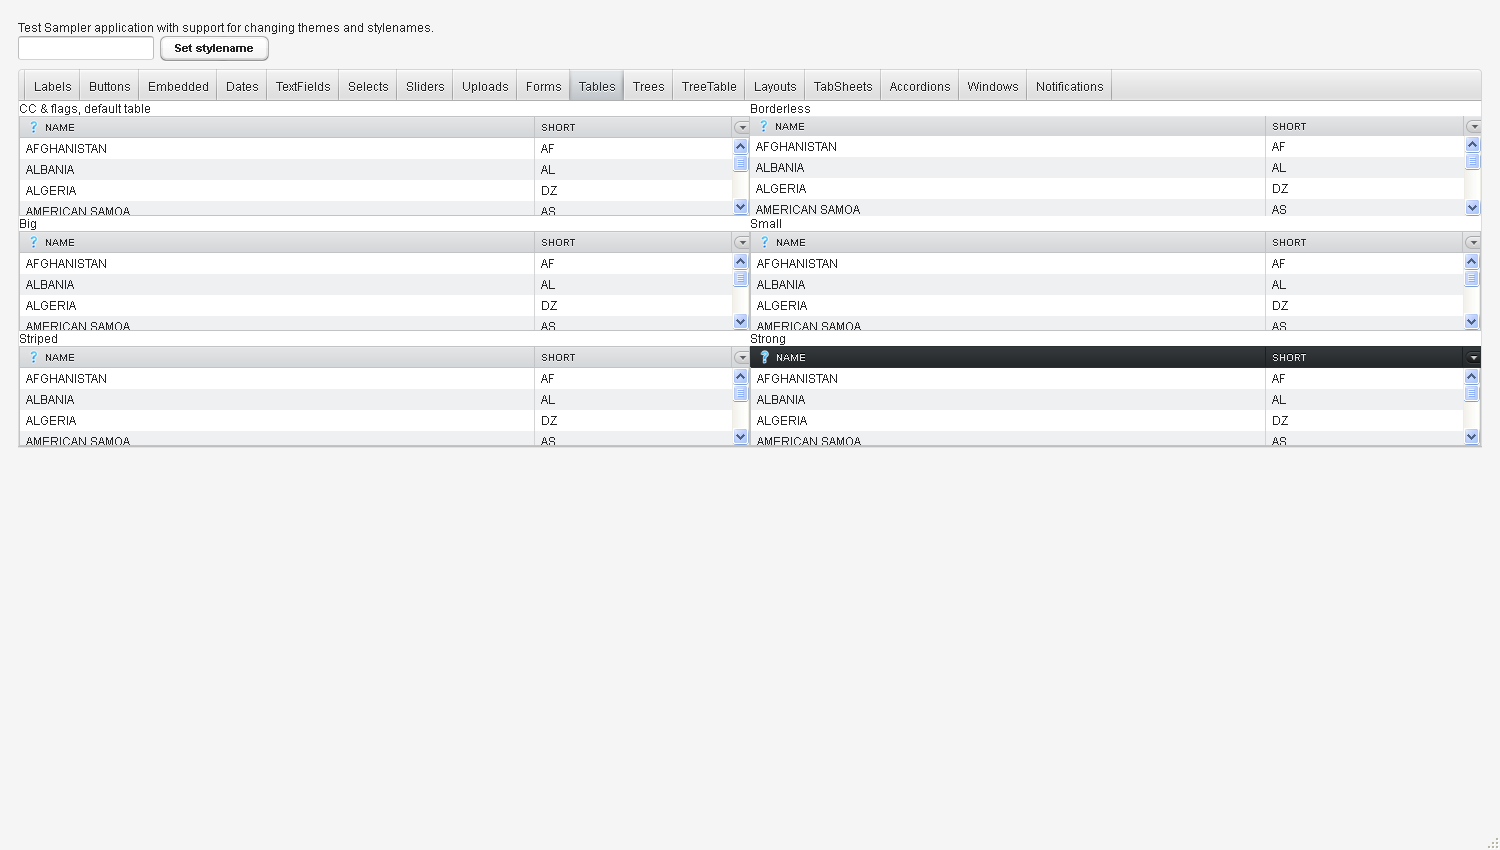 Test Sampler application with support for changing themes and stylenames.
Set stylename
Labels Buttons Embedded Dates TextFields Selects Sliders Uploads Forms Tables Trees TreeTable Layouts TabSheets Accordions Windows Notifications
CC & flags, default table
? NAME SHORT
AFGHANISTAN AF
ALBANIA AL
ALGERIA DZ
AMERICAN SAMOA AS
Borderless
? NAME SHORT
AFGHANISTAN AF
ALBANIA AL
ALGERIA DZ
AMERICAN SAMOA AS
Big
? NAME SHORT
AFGHANISTAN AF
ALBANIA AL
ALGERIA DZ
AMERICAN SAMOA AS
Small
? NAME SHORT
AFGHANISTAN AF
ALBANIA AL
ALGERIA DZ
AMERICAN SAMOA AS
Striped
? NAME SHORT
AFGHANISTAN AF
ALBANIA AL
ALGERIA DZ
AMERICAN SAMOA AS
Strong
? NAME SHORT
AFGHANISTAN AF
ALBANIA AL
ALGERIA DZ
AMERICAN SAMOA AS